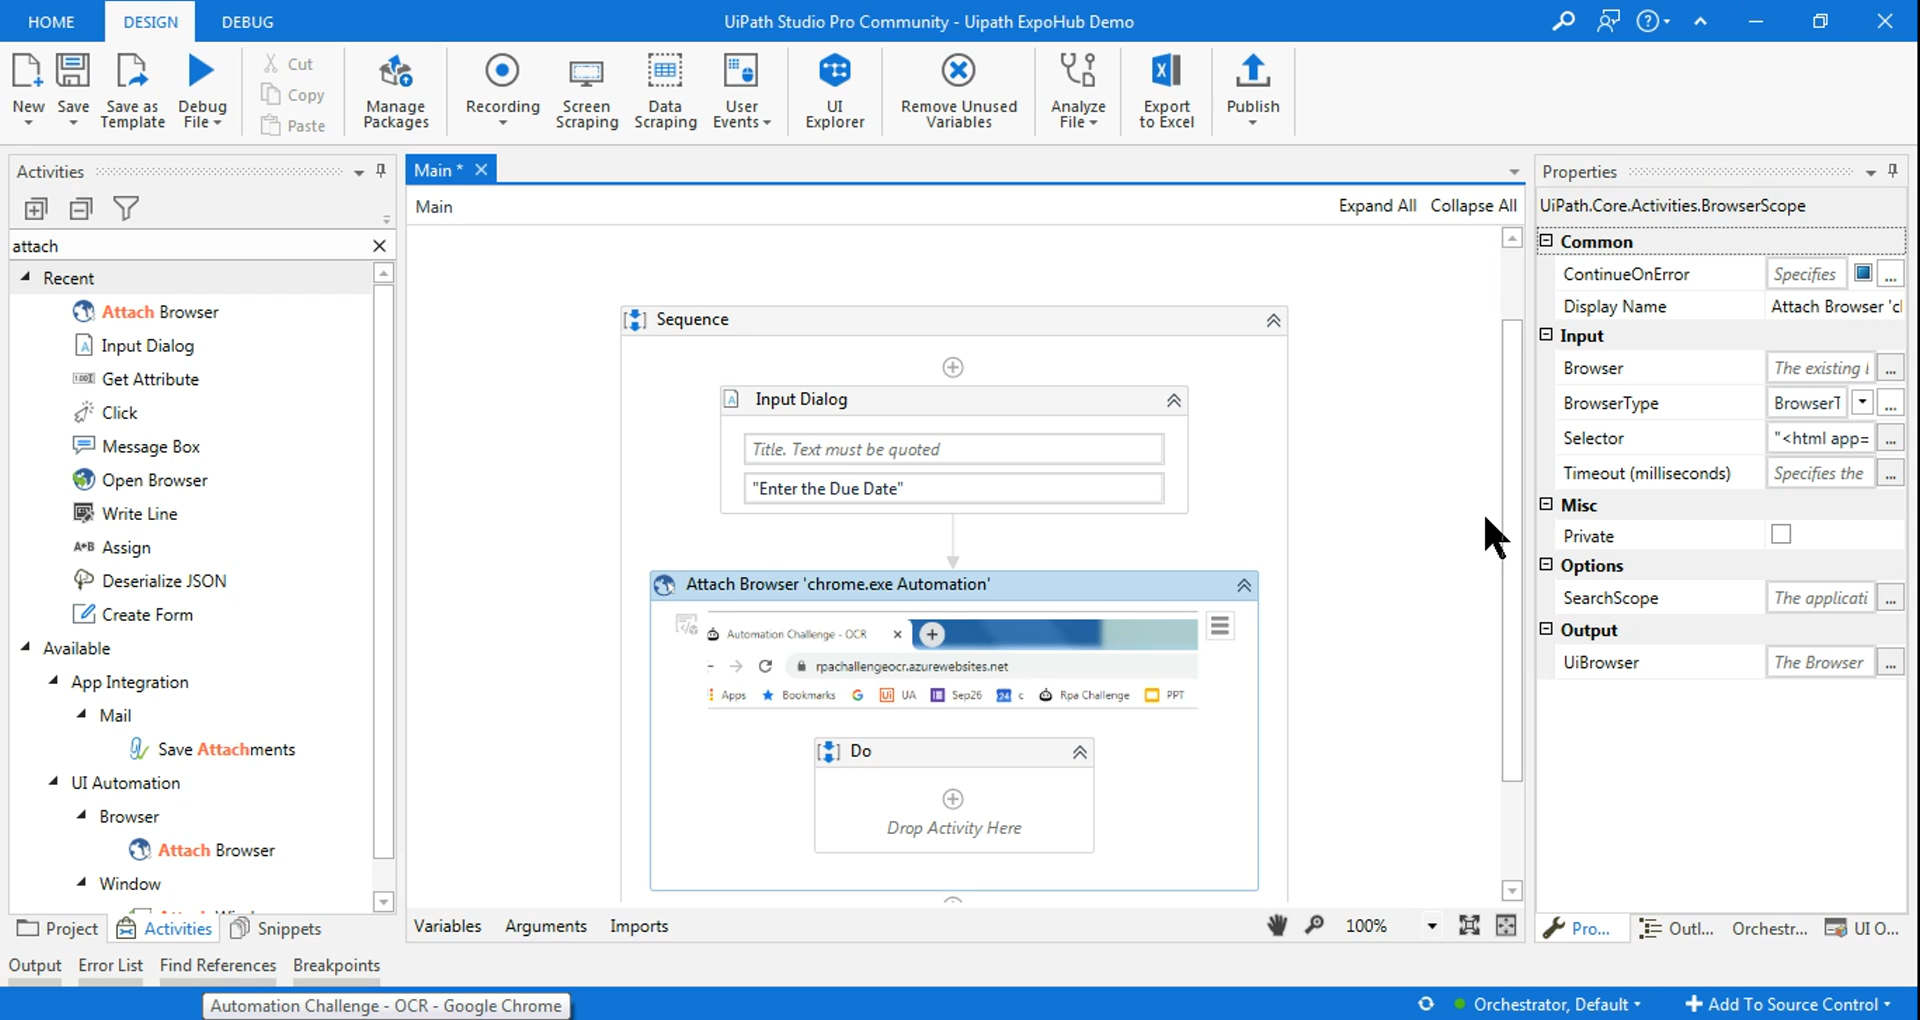 HOME DESIGN DEBUG UiPath Studio Pro Community - Uipath ExpoHub Demo
New Save Save as Template Debug File Cut Copy Paste Manage Packages Recording Screen Scraping Data Scraping User Events UI Explorer Remove Unused Variables Analyze File Export to Excel Publish
Activities
attach
Recent
Attach Browser
Input Dialog
Get Attribute
Click
Message Box
Open Browser
Write Line
Assign
Deserialize JSON
Create Form
Available
App Integration
Mail
Save Attachments
UI Automation
Browser
Attach Browser
Window
Project Activities Snippets
Main *
Main Expand All Collapse All
Sequence
Input Dialog
Title. Text must be quoted
"Enter the Due Date"
Attach Browser 'chrome.exe Automation'
Automation Challenge - OCR
rpachallengeocr.azurewebsites.net
Apps Bookmarks UA Sep26 24 c Rpa Challenge PPT
Do
Drop Activity Here
Variables Arguments Imports 100%
Properties
UiPath.Core.Activities.BrowserScope
Common
ContinueOnError Specifies ...
Display Name Attach Browser 'cl
Input
Browser The existing ...
BrowserType BrowserT ...
Selector "<html app= ...
Timeout (milliseconds) Specifies the ...
Misc
Private
Options
SearchScope The applicati ...
Output
UiBrowser The Browser ...
Pro... Outl... Orchestr... UI O...
Output Error List Find References Breakpoints
Automation Challenge - OCR - Google Chrome
Orchestrator, Default Add To Source Control